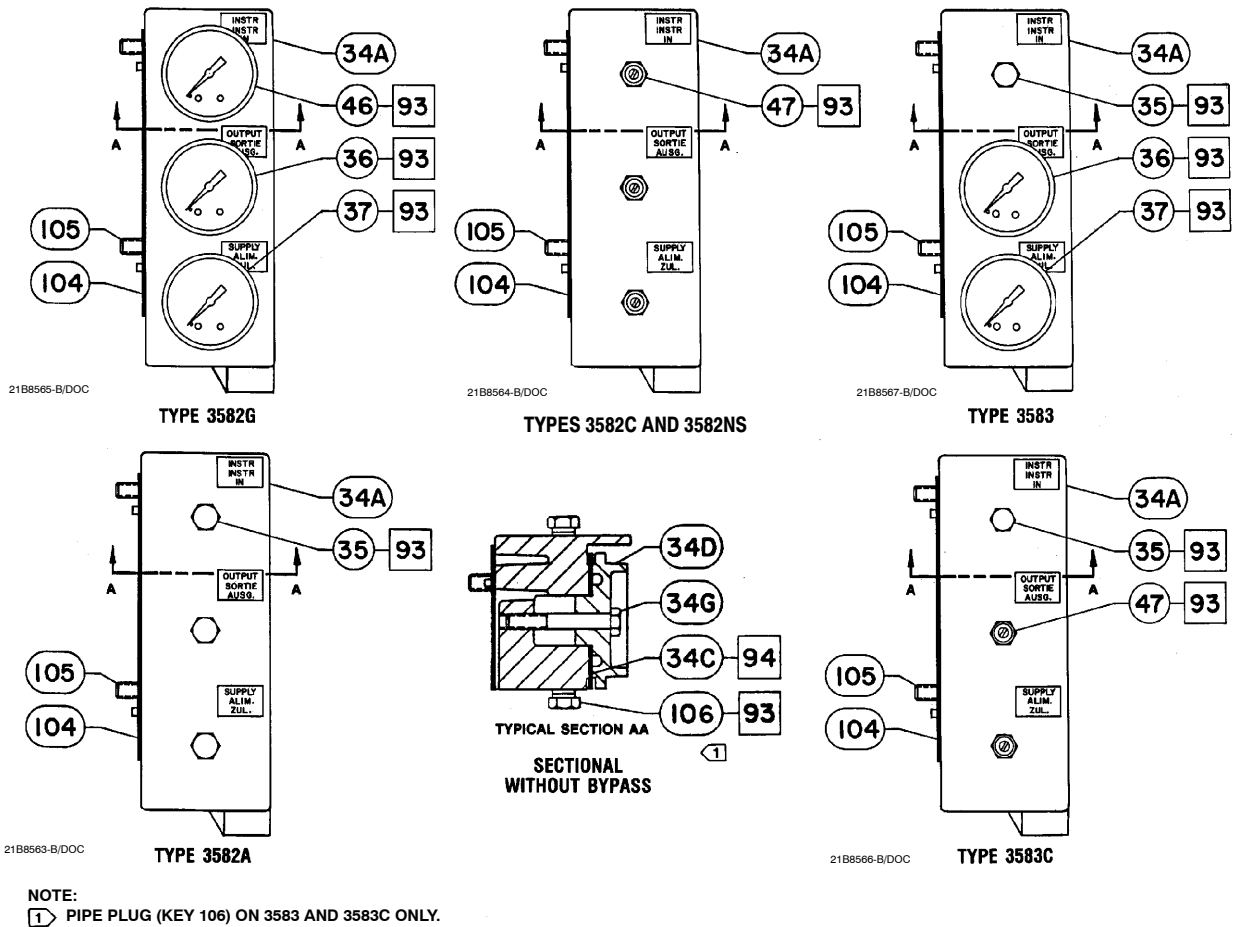 INSTR
INSTR
IN
34A
46 93
A A
OUTPUT
SORTIE
AUSG.
36 93
37 93
105
SUPPLY
ALIM.
ZUL.
104
21B8565-B/DOC
TYPE 3582G
INSTR
INSTR
IN
34A
47 93
A A
OUTPUT
SORTIE
AUSG.
105
SUPPLY
ALIM.
ZUL.
104
21B8564-B/DOC
TYPES 3582C AND 3582NS
INSTR
INSTR
IN
34A
35 93
A A
OUTPUT
SORTIE
AUSG.
36 93
37 93
105
SUPPLY
ALIM.
ZUL.
104
21B8567-B/DOC
TYPE 3583
INSTR
INSTR
IN
34A
35 93
A A
OUTPUT
SORTIE
AUSG.
105
SUPPLY
ALIM.
ZUL.
104
21B8563-B/DOC
TYPE 3582A
34D
34G
34C 94
106 93
TYPICAL SECTION AA
1
SECTIONAL
WITHOUT BYPASS
INSTR
INSTR
IN
34A
35 93
A A
OUTPUT
SORTIE
AUSG.
47 93
105
SUPPLY
ALIM.
ZUL.
104
21B8566-B/DOC
TYPE 3583C
NOTE:
1 PIPE PLUG (KEY 106) ON 3583 AND 3583C ONLY.